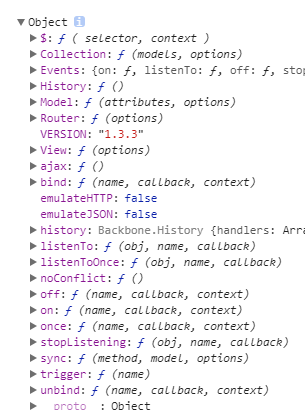 ▼Object i
▶$: ƒ ( selector, context )
▶Collection: ƒ (models, options)
▶Events: {on: ƒ, listenTo: ƒ, off: ƒ, stop
▶History: ƒ ()
▶Model: ƒ (attributes, options)
▶Router: ƒ (options)
VERSION: "1.3.3"
▶View: ƒ (options)
▶ajax: ƒ ()
▶bind: ƒ (name, callback, context)
emulateHTTP: false
emulateJSON: false
▶history: Backbone.History {handlers: Arra
▶listenTo: ƒ (obj, name, callback)
▶listenToOnce: ƒ (obj, name, callback)
▶noConflict: ƒ ()
▶off: ƒ (name, callback, context)
▶on: ƒ (name, callback, context)
▶once: ƒ (name, callback, context)
▶stopListening: ƒ (obj, name, callback)
▶sync: ƒ (method, model, options)
▶trigger: ƒ (name)
▶unbind: ƒ (name, callback, context)
▶__proto__: Object